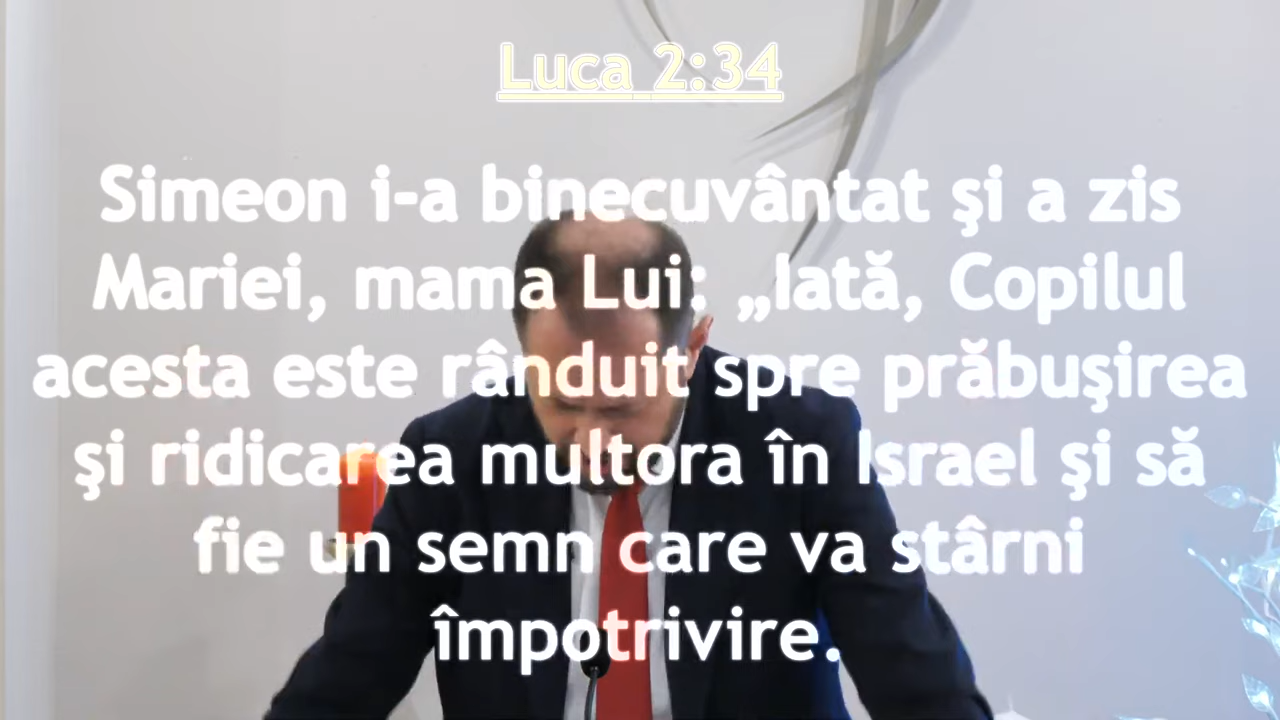 Luca 2:34
Simeon i-a binecuvântat şi a zis
Mariei, mama Lui: „Iată, Copilul
acesta este rânduit spre prăbuşirea
şi ridicarea multora în Israel şi să
fie un semn care va stârni
împotrivire.